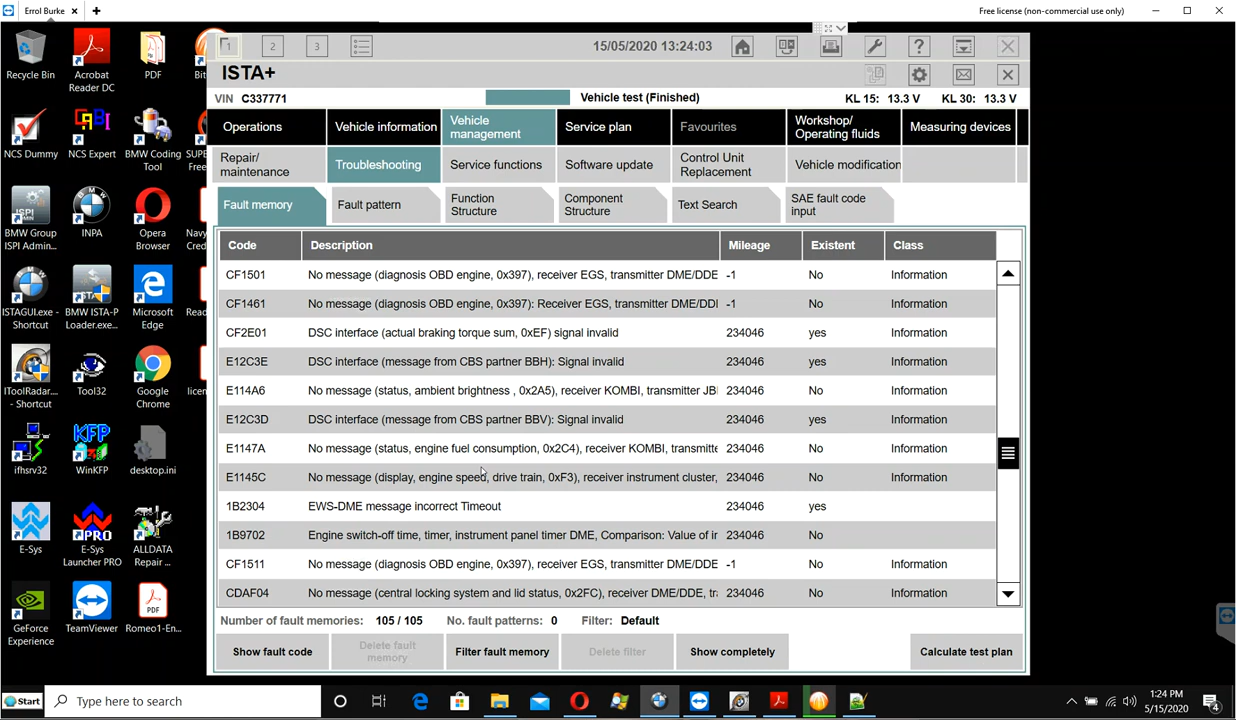 Errol Burke
Free license (non-commercial use only)
Recycle Bin
Acrobat
Reader DC
PDF
Bit
NCS Dummy
NCS Expert
BMW Coding
Tool
SUPE
Free
BMW Group
ISPI Admin...
INPA
Opera
Browser
Navy
Cred
ISTAGUI.exe -
Shortcut
BMW ISTA-P
Loader.exe...
Microsoft
Edge
Read
IToolRadar....
- Shortcut
Tool32
Google
Chrome
licen
ifhsrv32
WinKFP
desktop.ini
E-Sys
E-Sys
Launcher PRO
ALLDATA
Repair ...
GeForce
Experience
TeamViewer
Romeo1-En...
1
2
3
15/05/2020 13:24:03
ISTA+
VIN C337771
Vehicle test (Finished)
KL 15: 13.3 V KL 30: 13.3 V
Operations
Vehicle information
Vehicle
management
Service plan
Favourites
Workshop/
Operating fluids
Measuring devices
Repair/
maintenance
Troubleshooting
Service functions
Software update
Control Unit
Replacement
Vehicle modification
Fault memory
Fault pattern
Function
Structure
Component
Structure
Text Search
SAE fault code
input
Code Description Mileage Existent Class
CF1501 No message (diagnosis OBD engine, 0x397), receiver EGS, transmitter DME/DDE -1 No Information
CF1461 No message (diagnosis OBD engine, 0x397): Receiver EGS, transmitter DME/DDE -1 No Information
CF2E01 DSC interface (actual braking torque sum, 0xEF) signal invalid 234046 yes Information
E12C3E DSC interface (message from CBS partner BBH): Signal invalid 234046 yes Information
E114A6 No message (status, ambient brightness , 0x2A5), receiver KOMBI, transmitter JB 234046 No Information
E12C3D DSC interface (message from CBS partner BBV): Signal invalid 234046 yes Information
E1147A No message (status, engine fuel consumption, 0x2C4), receiver KOMBI, transmitte 234046 No Information
E1145C No message (display, engine speed, drive train, 0xF3), receiver instrument cluster, 234046 No Information
1B2304 EWS-DME message incorrect Timeout 234046 yes
1B9702 Engine switch-off time, timer, instrument panel timer DME, Comparison: Value of ir 234046 No
CF1511 No message (diagnosis OBD engine, 0x397), receiver EGS, transmitter DME/DDE -1 No Information
CDAF04 No message (central locking system and lid status, 0x2FC), receiver DME/DDE, tra 234046 No Information
Number of fault memories: 105 / 105 No. fault patterns: 0 Filter: Default
Show fault code
Delete fault
memory
Filter fault memory
Delete filter
Show completely
Calculate test plan
Start
Type here to search
1:24 PM
5/15/2020
4